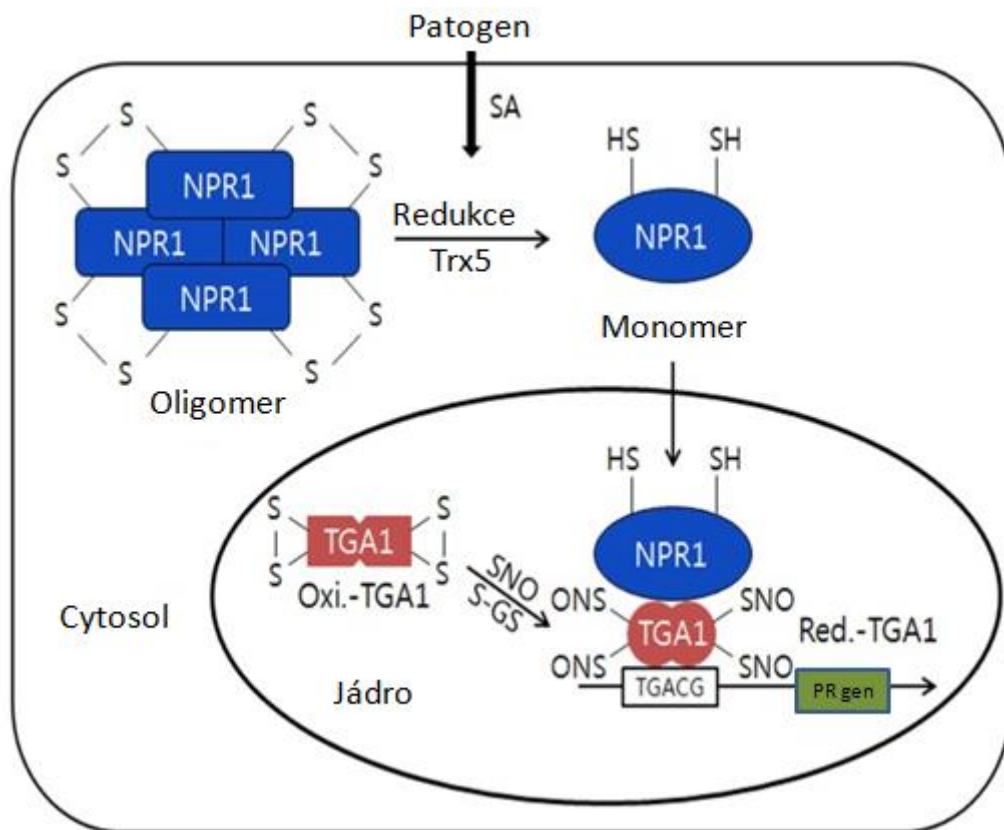 Patogen
SA
S S
S S
NPR1
NPR1 NPR1
NPR1
S S
S S
Oligomer
Redukce
Trx5
HS SH
NPR1
Monomer
HS SH
NPR1
S S
TGA1
S S
Oxi.-TGA1
SNO
S-GS
ONS SNO
TGA1
Red.-TGA1
ONS SNO
TGACG
PR gen
Cytosol
Jádro